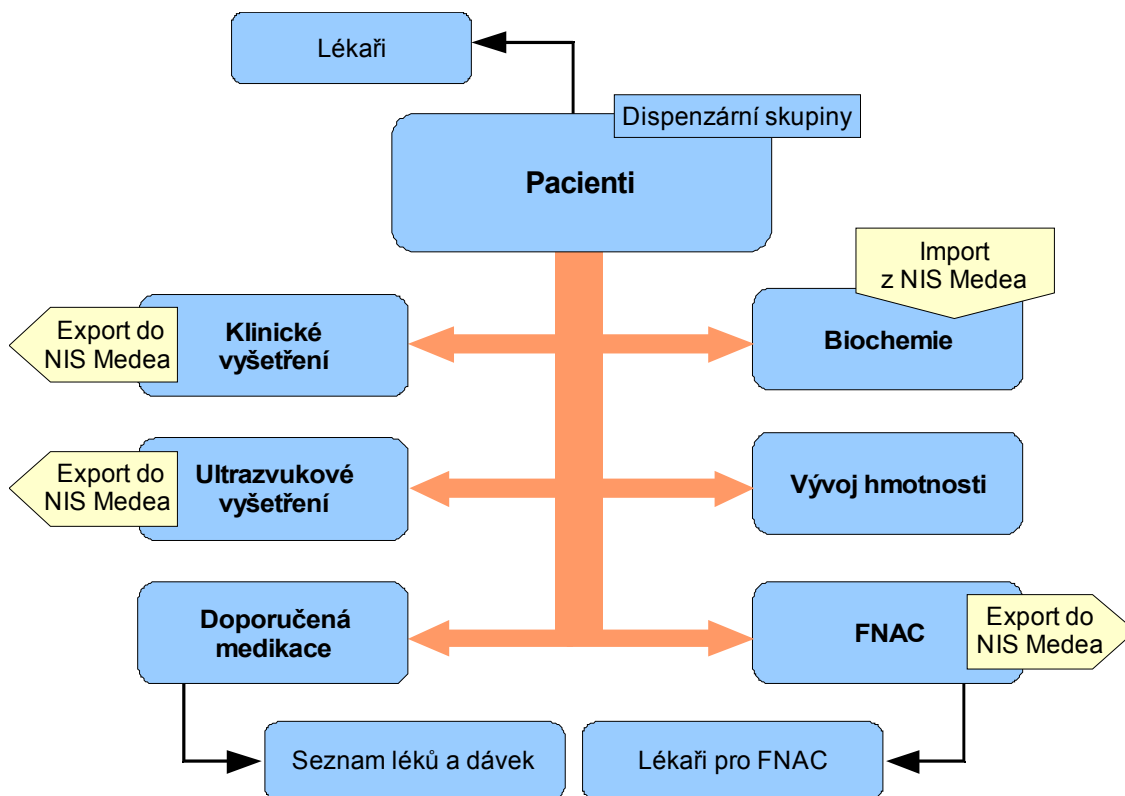 Lékaři
Dispenzární skupiny
Pacienti
Import
z NIS Medea
Export do
NIS Medea
Klinické
vyšetření
Biochemie
Export do
NIS Medea
Ultrazvukové
vyšetření
Vývoj hmotnosti
Doporučená
medikace
FNAC
Export do
NIS Medea
Seznam léků a dávek
Lékaři pro FNAC